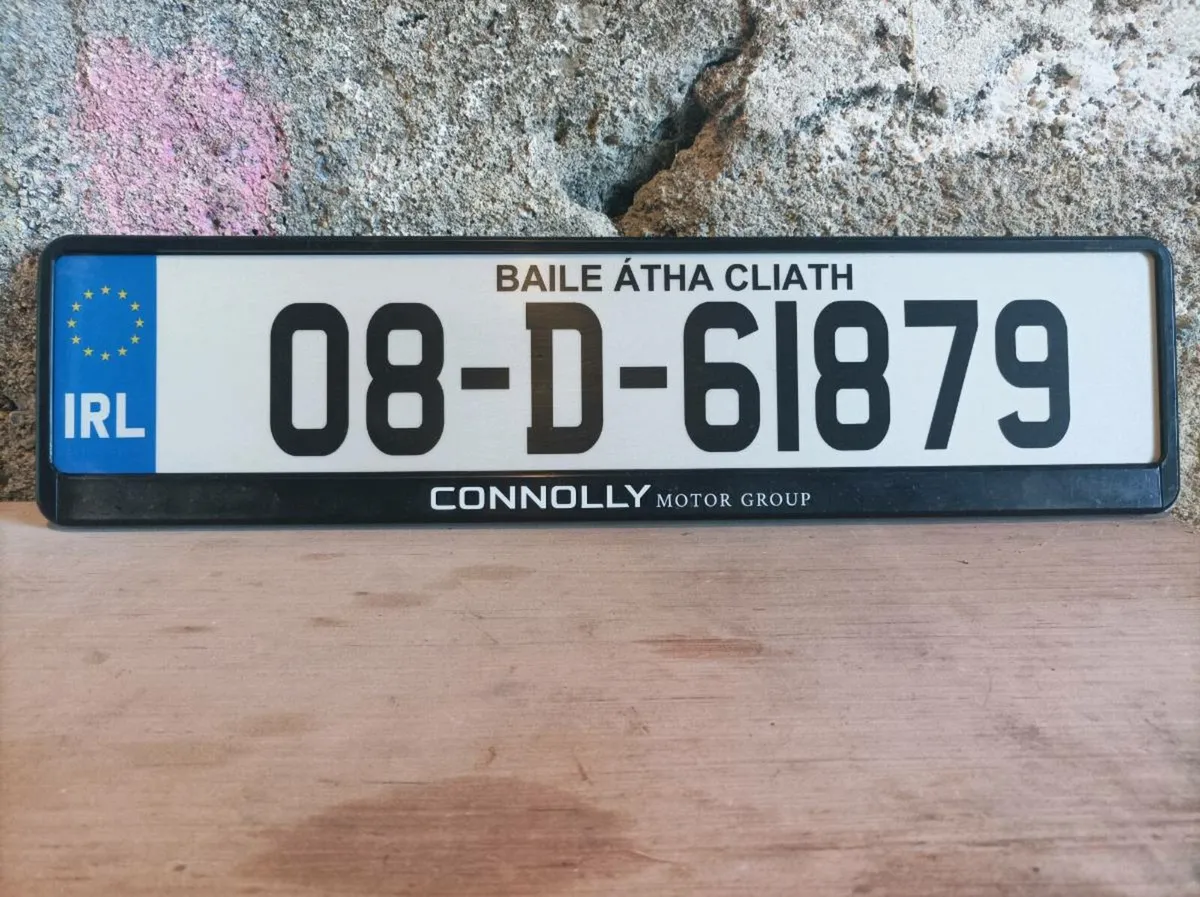 BAILE ÁTHA CLIATH
IRL
08-D-61879
CONNOLLY MOTOR GROUP